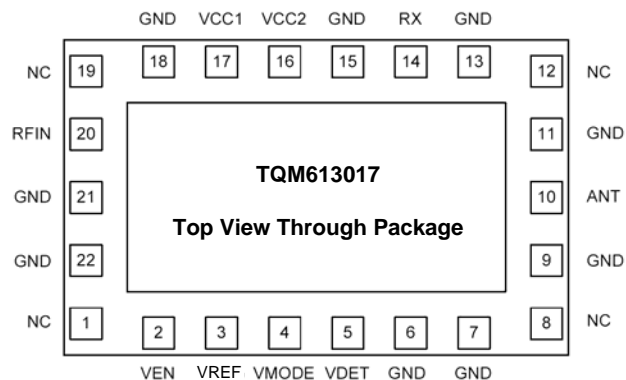 GND VCC1 VCC2 GND RX GND
18 17 16 15 14 13
NC 19 12 NC
RFIN 20 11 GND
TQM613017
GND 21 10 ANT
Top View Through Package
GND 22 9 GND
NC 1 8 NC
2 3 4 5 6 7
VEN VREF VMODE VDET GND GND